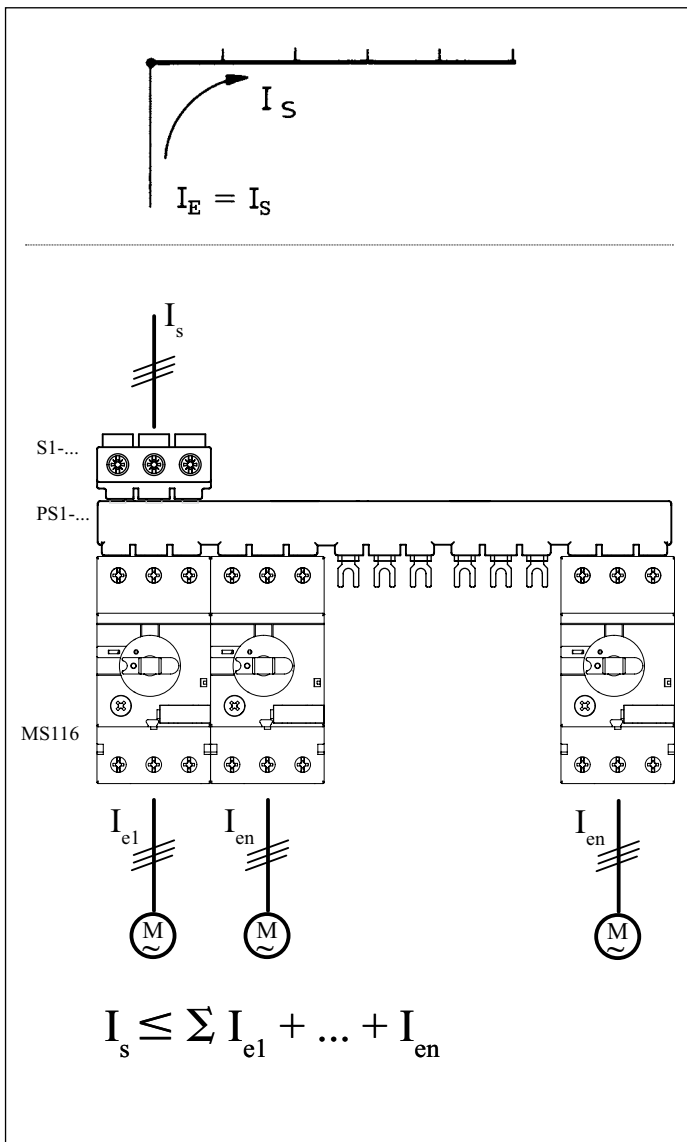 I_S
I_E = I_S
I_s
S1-...
PS1-...
MS116
I_e1 I_en I_en
M M M
~ ~ ~
I_s ≤ Σ I_e1 + ... + I_en